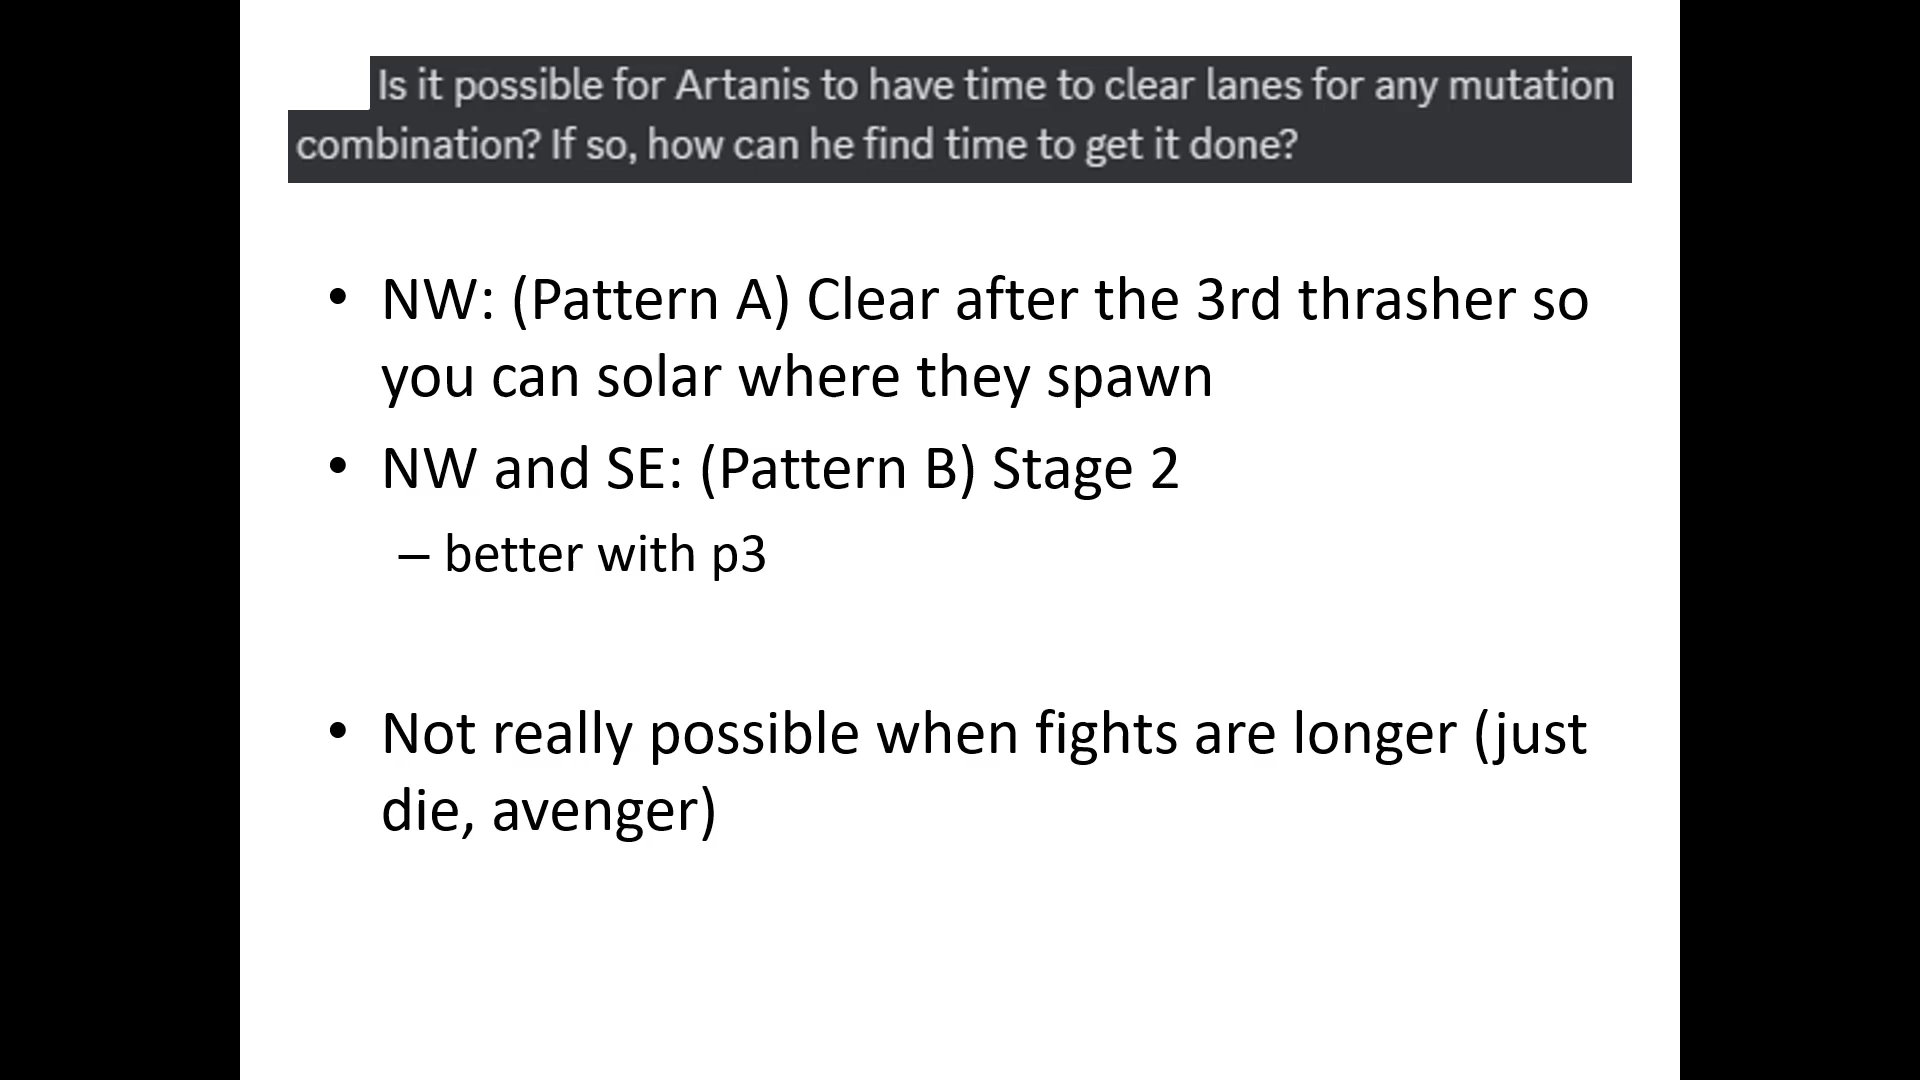 Is it possible for Artanis to have time to clear lanes for any mutation
combination? If so, how can he find time to get it done?
• NW: (Pattern A) Clear after the 3rd thrasher so
you can solar where they spawn
• NW and SE: (Pattern B) Stage 2
– better with p3
• Not really possible when fights are longer (just
die, avenger)